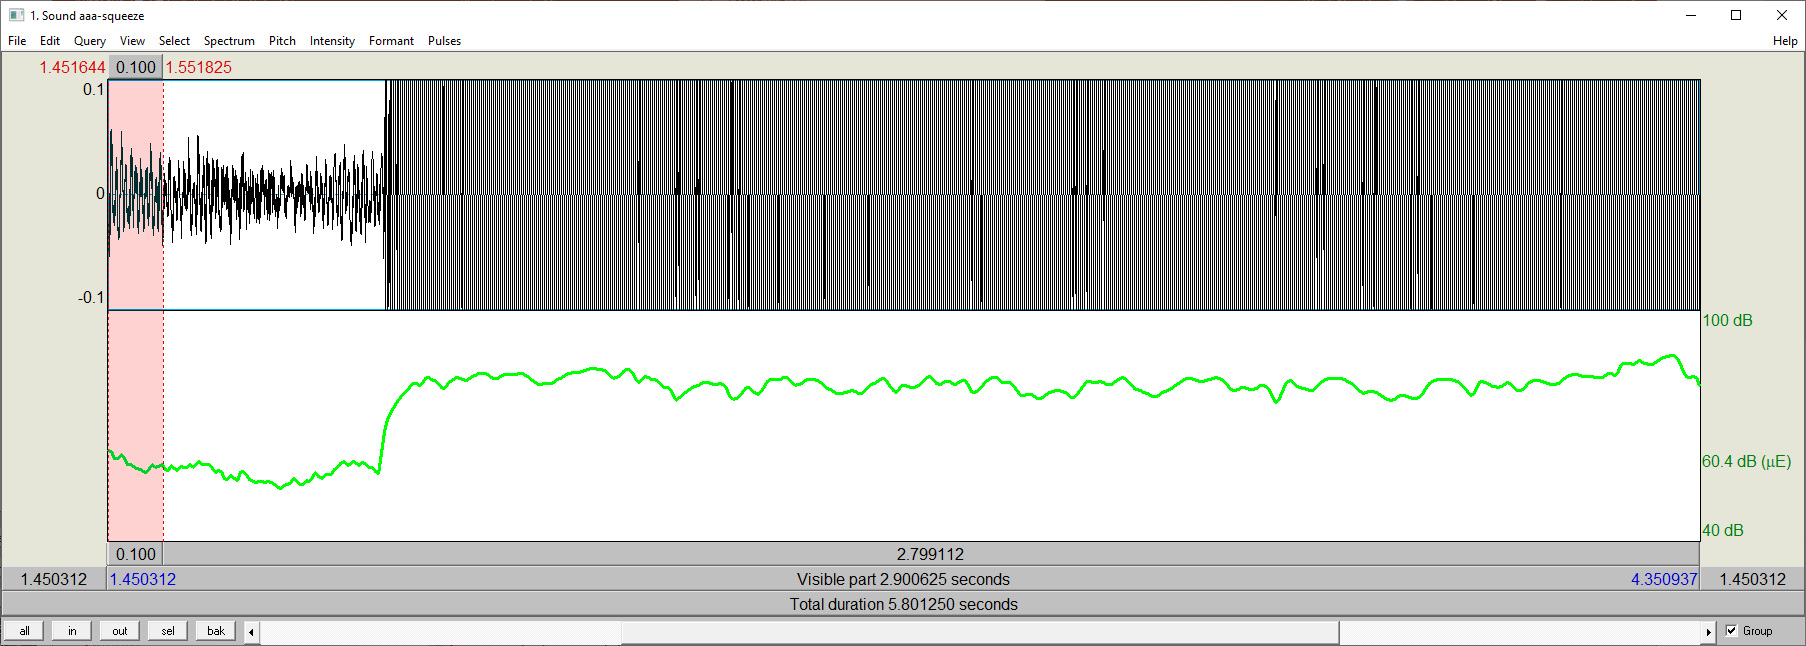 1. Sound aaa-squeeze
File Edit Query View Select Spectrum Pitch Intensity Formant Pulses Help
1.451644 0.100 1.551825
0.1
0
-0.1
100 dB
60.4 dB (µE)
40 dB
0.100 2.799112
1.450312 1.450312 Visible part 2.900625 seconds 4.350937 1.450312
Total duration 5.801250 seconds
all in out sel bak Group